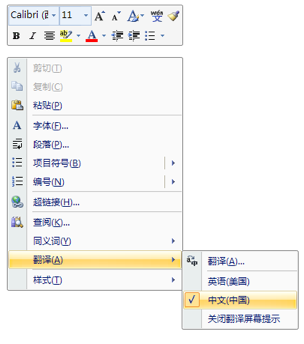 Calibri (西
11
剪切(T)
复制(C)
粘贴(P)
字体(F)...
段落(P)...
项目符号(B)
编号(N)
超链接(H)...
查阅(K)...
同义词(Y)
翻译(A)
样式(T)
翻译(A)...
英语(美国)
中文(中国)
关闭翻译屏幕提示